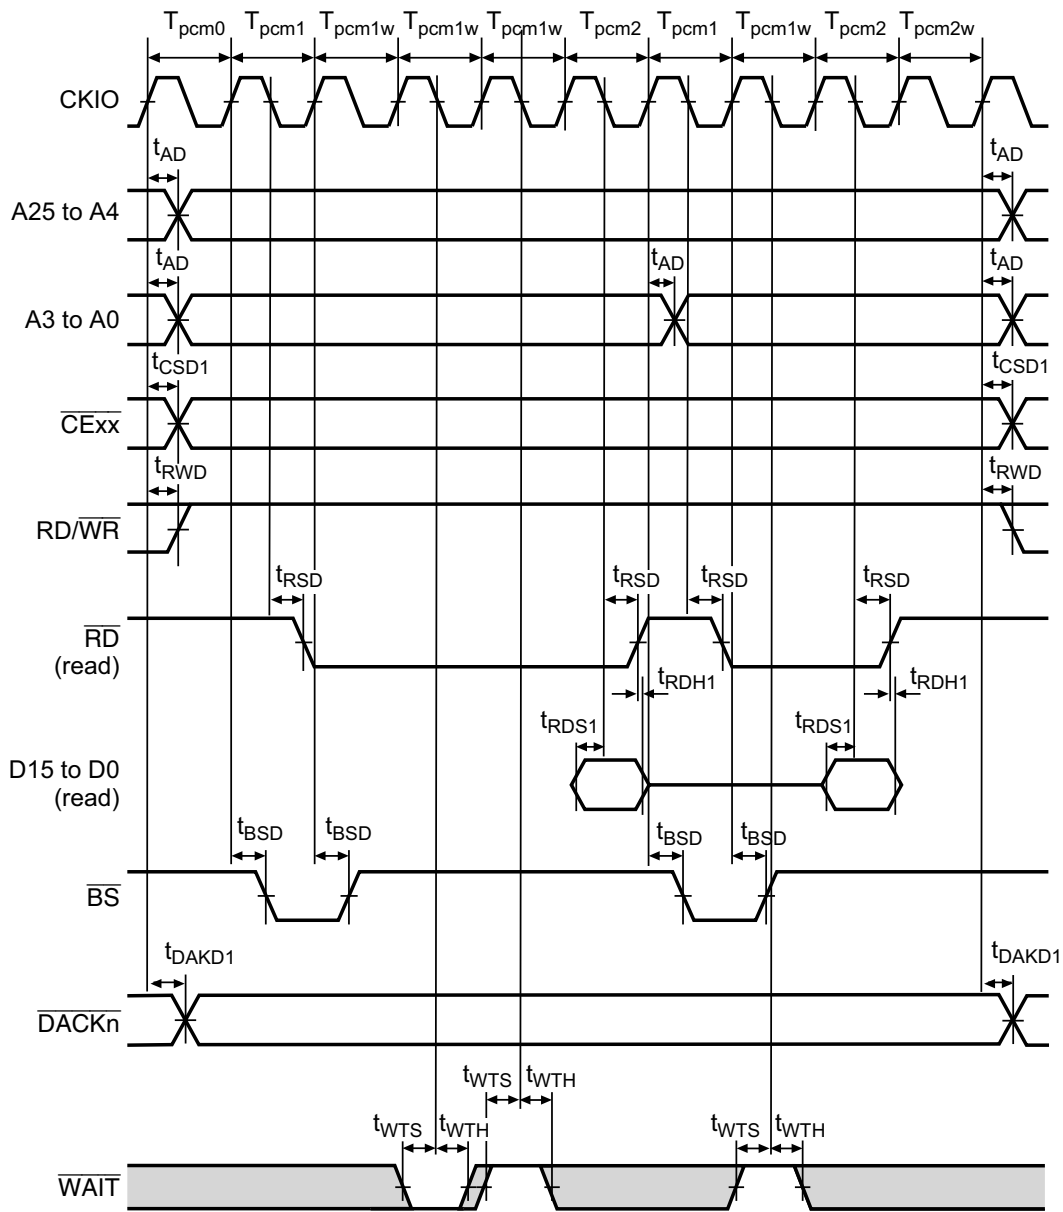 Tpcm0 Tpcm1 Tpcm1w Tpcm1w Tpcm1w Tpcm2 Tpcm1 Tpcm1w Tpcm2 Tpcm2w
CKIO
tAD tAD
A25 to A4
tAD tAD tAD
A3 to A0
tCSD1 tCSD1
CExx
tRWD tRWD
RD/WR
tRSD tRSD tRSD tRSD
RD
(read)
tRDH1 tRDH1
tRDS1 tRDS1
D15 to D0
(read)
tBSD tBSD tBSD tBSD
BS
tDAKD1 tDAKD1
DACKn
tWTS tWTH
tWTS tWTH tWTS tWTH
WAIT